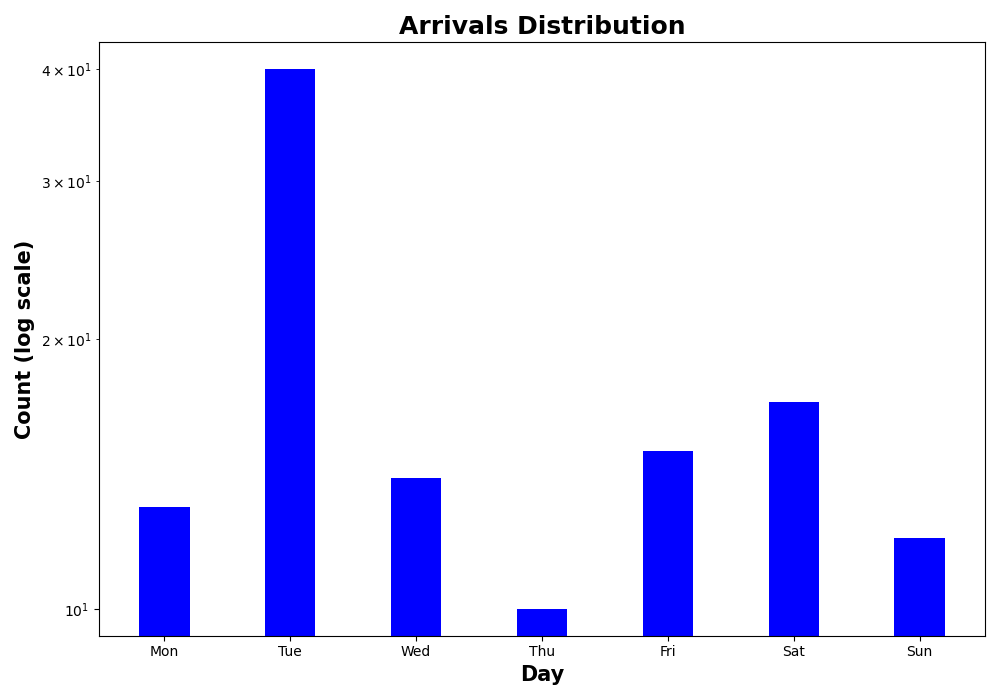 Arrivals Distribution
Count (log scale)
4 × 10¹
3 × 10¹
2 × 10¹
10¹
Mon Tue Wed Thu Fri Sat Sun
Day